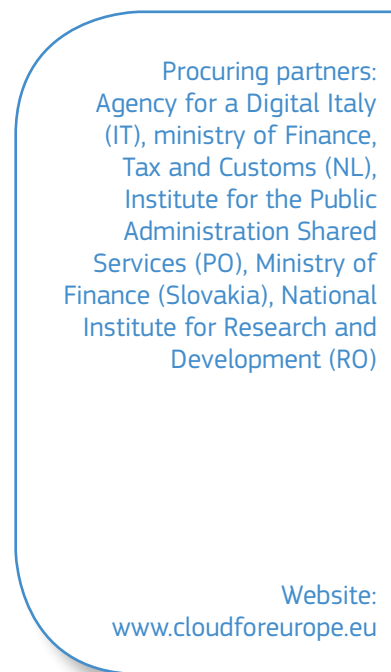 Procuring partners:
Agency for a Digital Italy
(IT), ministry of Finance,
Tax and Customs (NL),
Institute for the Public
Administration Shared
Services (PO), Ministry of
Finance (Slovakia), National
Institute for Research and
Development (RO)
Website:
www.cloudforeurope.eu